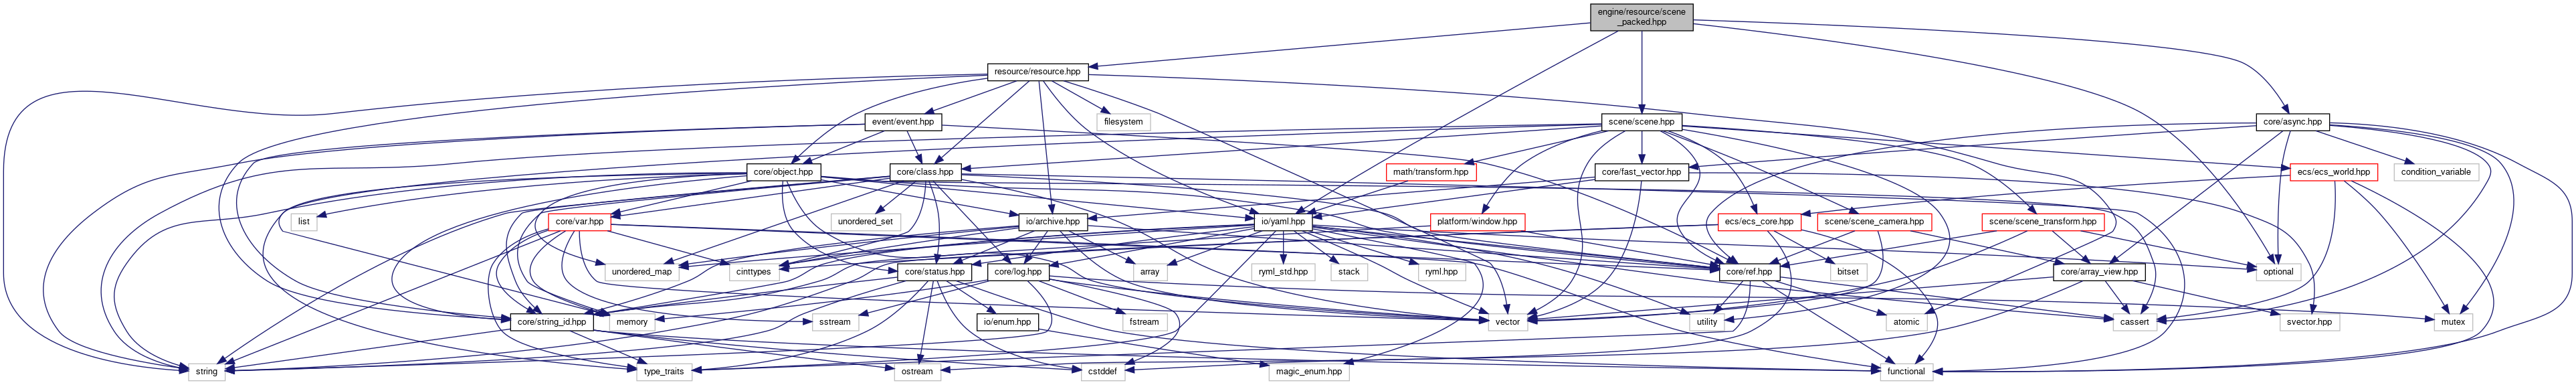 engine/resource/scene
_packed.hpp
resource/resource.hpp
event/event.hpp
filesystem
scene/scene.hpp
core/async.hpp
core/object.hpp
core/class.hpp
math/transform.hpp
core/fast_vector.hpp
ecs/ecs_world.hpp
condition_variable
list
core/var.hpp
unordered_set
io/archive.hpp
io/yaml.hpp
platform/window.hpp
ecs/ecs_core.hpp
scene/scene_camera.hpp
scene/scene_transform.hpp
unordered_map
cinttypes
core/status.hpp
core/log.hpp
array
ryml_std.hpp
stack
ryml.hpp
core/ref.hpp
bitset
core/array_view.hpp
optional
core/string_id.hpp
memory
sstream
io/enum.hpp
fstream
vector
utility
atomic
cassert
svector.hpp
mutex
string
type_traits
ostream
cstddef
magic_enum.hpp
functional